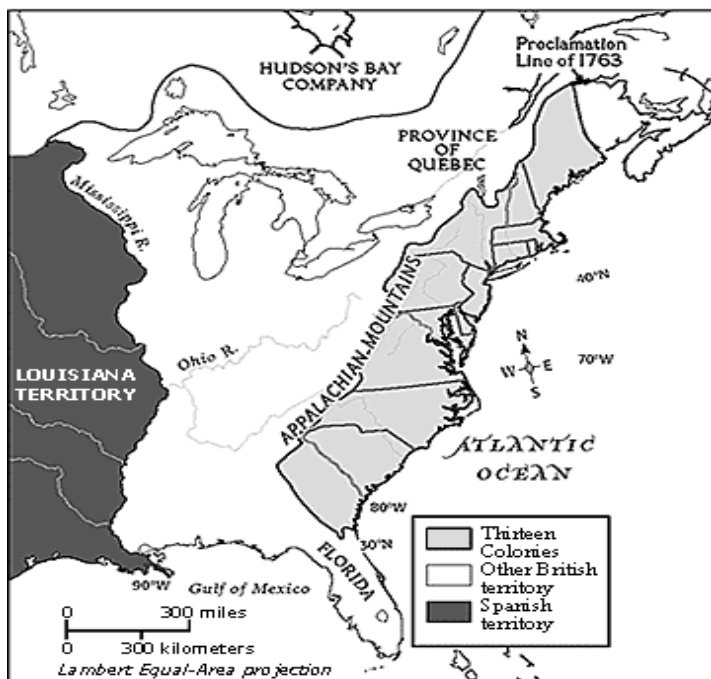 Proclamation
Line of 1763
HUDSON'S BAY
COMPANY
PROVINCE
OF
QUEBEC
Mississippi R.
40°N
APPALACHIAN MOUNTAINS
Ohio R.
70°W
N
W E
S
LOUISIANA
TERRITORY
ATLANTIC
OCEAN
80°W
30°N
FLORIDA
90°W
Gulf of Mexico
Thirteen
Colonies
Other British
territory
Spanish
territory
0 300 miles
0 300 kilometers
Lambert Equal-Area projection